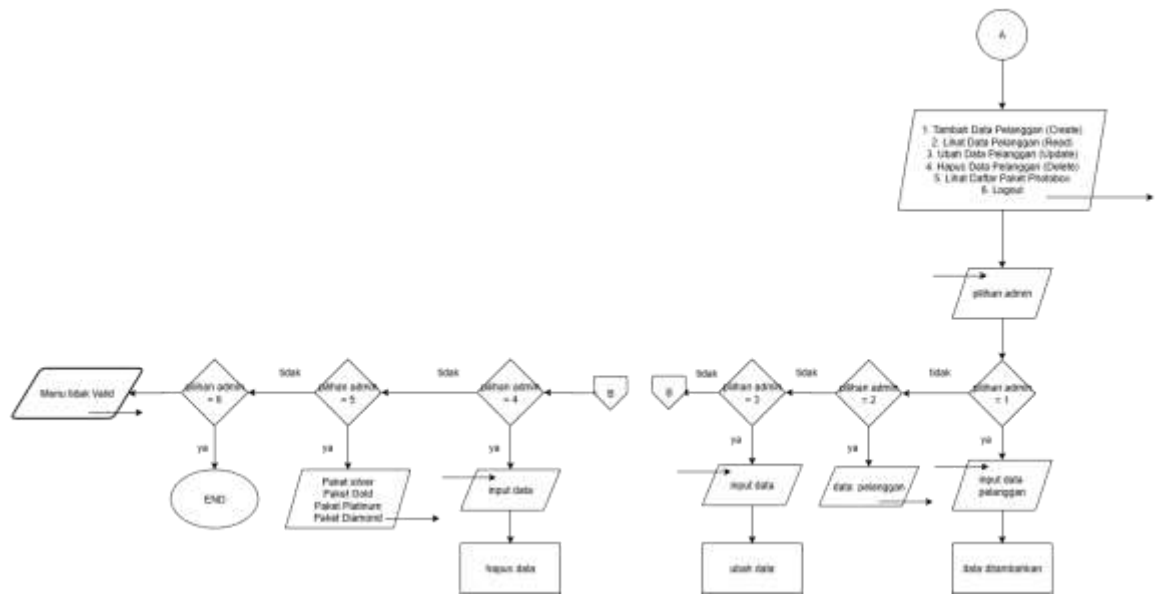 A
1. Tambah Data Pelanggan (Create)
2. Lihat Data Pelanggan (Read)
3. Ubah Data Pelanggan (Update)
4. Hapus Data Pelanggan (Delete)
5. Lihat Daftar Paket Photobox
6. Logout
pilihan admin
pilihan admin
= 1
tidak
ya
input data
pelanggan
data ditambahkan
pilihan admin
= 2
tidak
ya
data pelanggan
pilihan admin
= 3
tidak
ya
input data
ubah data
B
B
pilihan admin
= 4
tidak
ya
input data
hapus data
pilihan admin
= 5
tidak
ya
Paket silver
Paket Gold
Paket Platinum
Paket Diamond
pilihan admin
= 6
ya
END
Menu tidak Valid